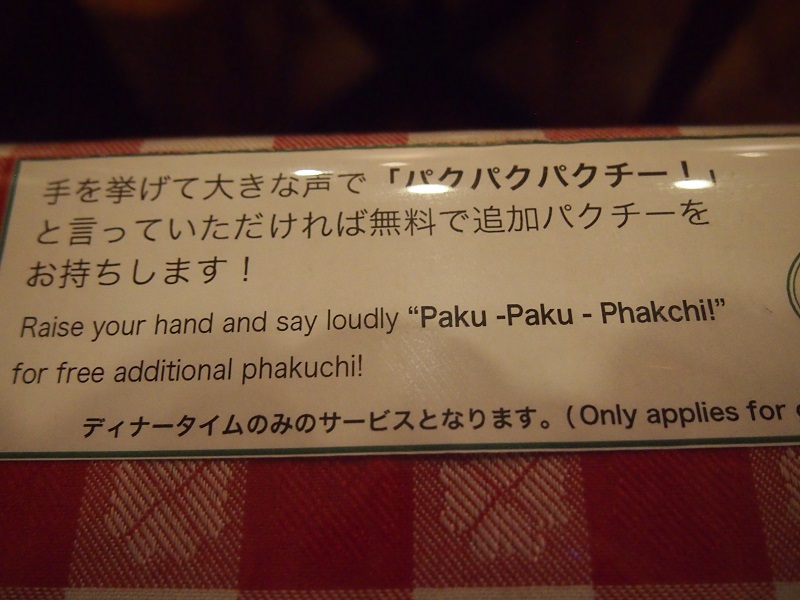 手を挙げて大きな声で「パクパクパクチー！」
と言っていただければ無料で追加パクチーを
お持ちします！
Raise your hand and say loudly “Paku -Paku - Phakchi!”
for free additional phakuchi!
ディナータイムのみのサービスとなります。(Only applies for